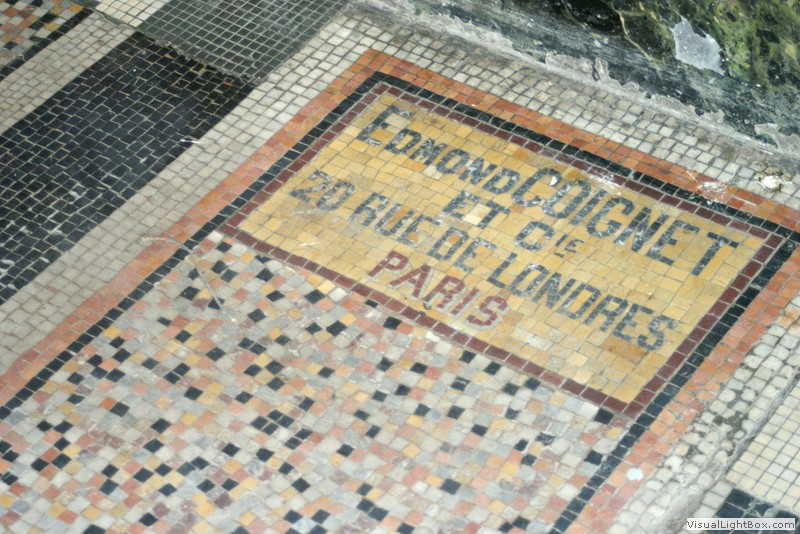 EDMOND COIGNET
ET CIE
20 RUE DE LONDRES
PARIS
VisualLightBox.com